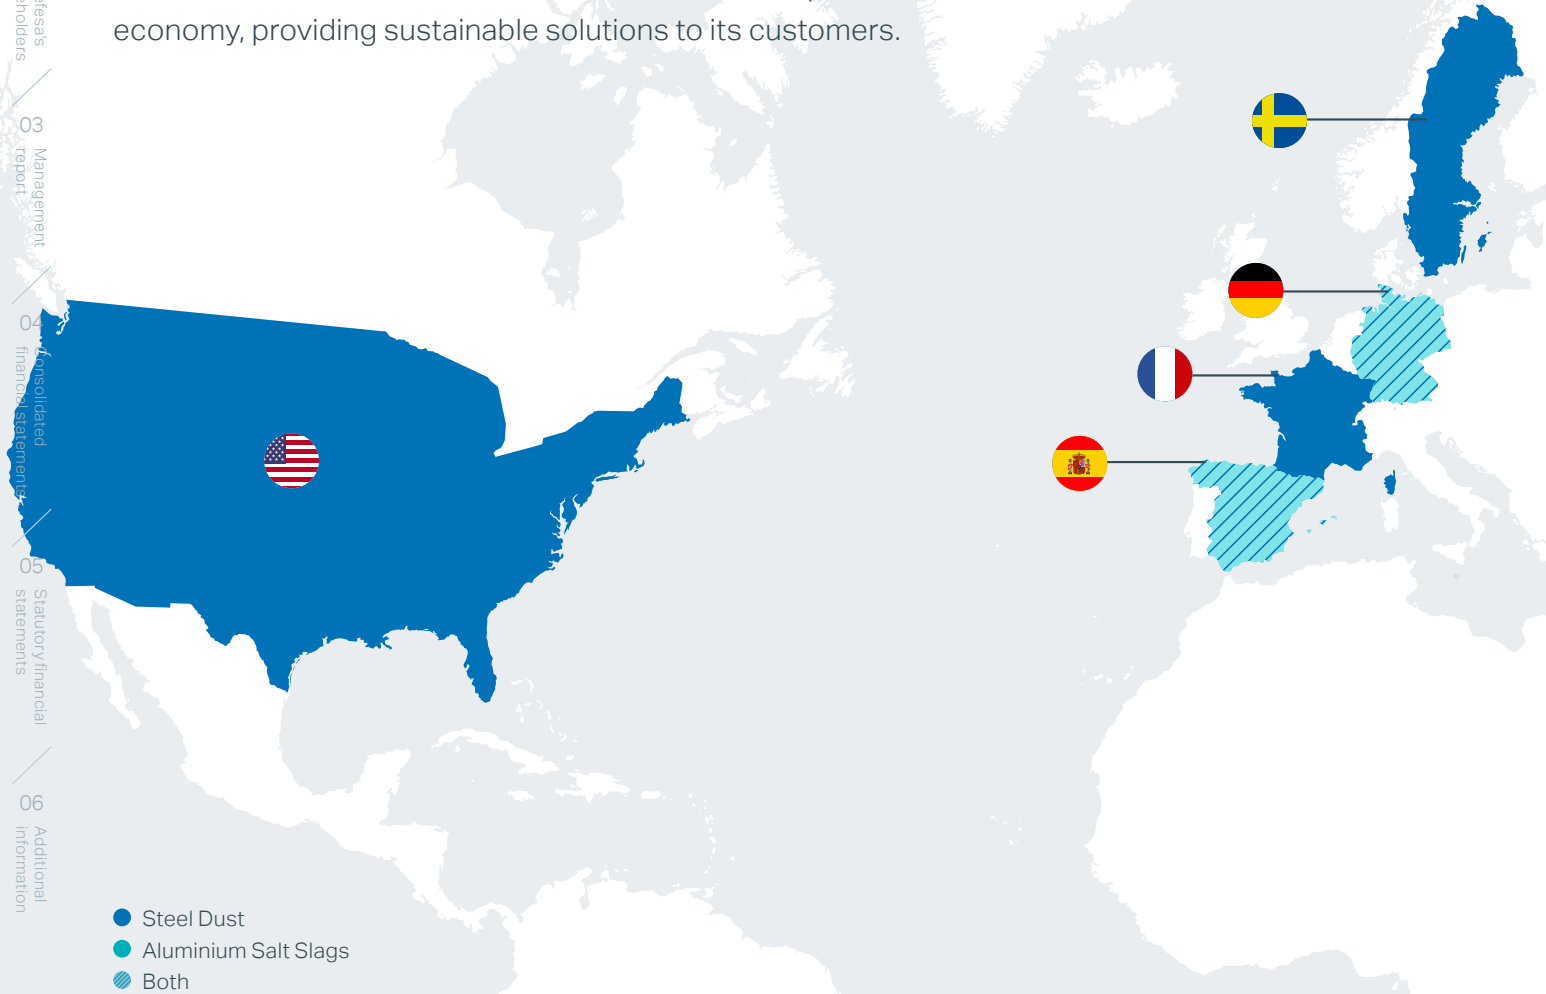 economy, providing sustainable solutions to its customers.
eholders
03
Management
report
04
Consolidated
financial statements
05
Statutory financial
statements
06
Additional
information
Steel Dust
Aluminium Salt Slags
Both